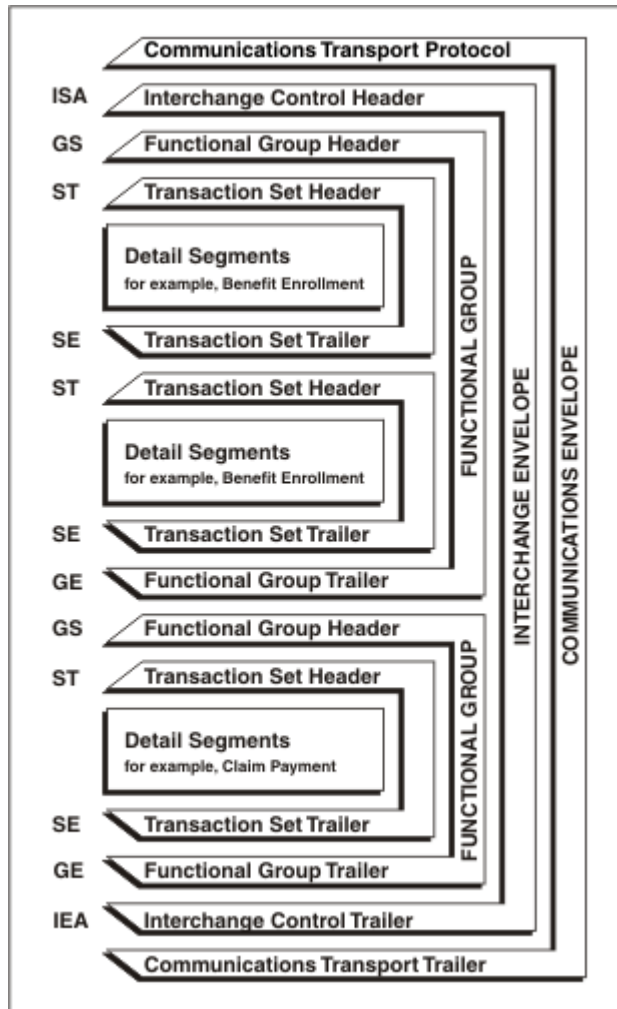 Communications Transport Protocol
ISA Interchange Control Header
GS Functional Group Header
ST Transaction Set Header
Detail Segments
for example, Benefit Enrollment
SE Transaction Set Trailer
ST Transaction Set Header
Detail Segments
for example, Benefit Enrollment
SE Transaction Set Trailer
GE Functional Group Trailer
FUNCTIONAL GROUP
GS Functional Group Header
ST Transaction Set Header
Detail Segments
for example, Claim Payment
SE Transaction Set Trailer
GE Functional Group Trailer
FUNCTIONAL GROUP
IEA Interchange Control Trailer
INTERCHANGE ENVELOPE
Communications Transport Trailer
COMMUNICATIONS ENVELOPE